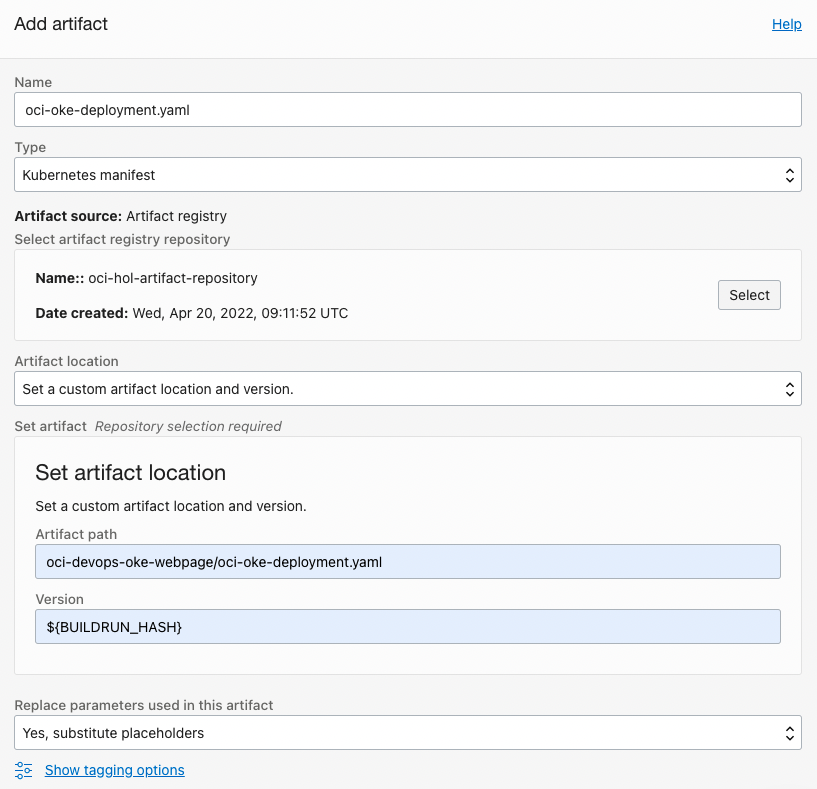 Add artifact
Help
Name
oci-oke-deployment.yaml
Type
Kubernetes manifest
Artifact source: Artifact registry
Select artifact registry repository
Name:: oci-hol-artifact-repository
Date created: Wed, Apr 20, 2022, 09:11:52 UTC
Select
Artifact location
Set a custom artifact location and version.
Set artifact Repository selection required
Set artifact location
Set a custom artifact location and version.
Artifact path
oci-devops-oke-webpage/oci-oke-deployment.yaml
Version
${BUILDRUN_HASH}
Replace parameters used in this artifact
Yes, substitute placeholders
Show tagging options